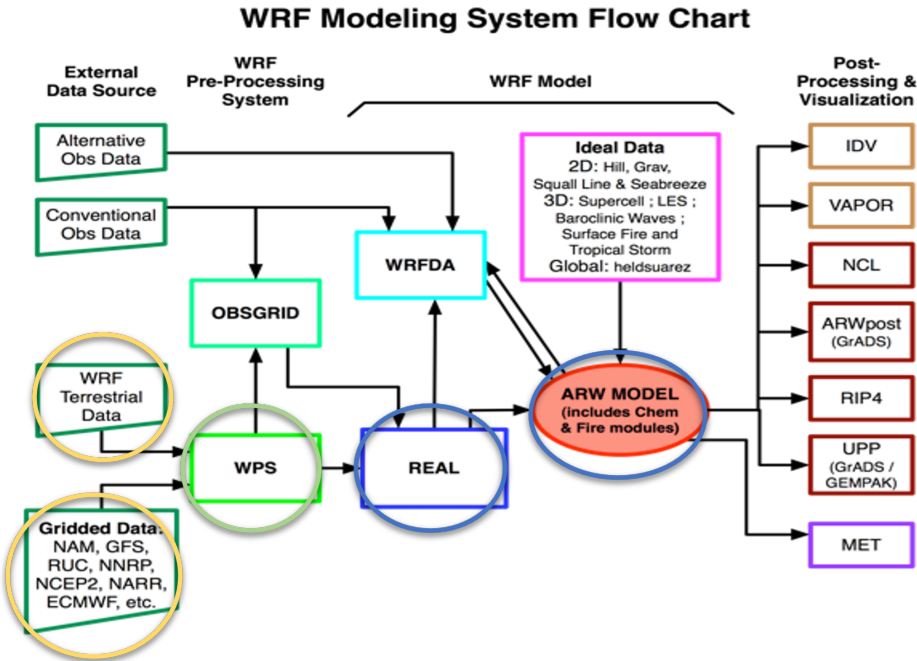 WRF Modeling System Flow Chart
External
Data Source
WRF
Pre-Processing
System
WRF Model
Post-
Processing &
Visualization
Alternative
Obs Data
Conventional
Obs Data
WRF
Terrestrial
Data
Gridded Data:
NAM, GFS,
RUC, NNRP,
NCEP2, NARR,
ECMWF, etc.
OBSGRID
WPS
WRFDA
REAL
Ideal Data
2D: Hill, Grav,
Squall Line & Seabreeze
3D: Supercell ; LES ;
Baroclinic Waves ;
Surface Fire and
Tropical Storm
Global: heldsuarez
ARW MODEL
(includes Chem
& Fire modules)
IDV
VAPOR
NCL
ARWpost
(GrADS)
RIP4
UPP
(GrADS /
GEMPAK)
MET